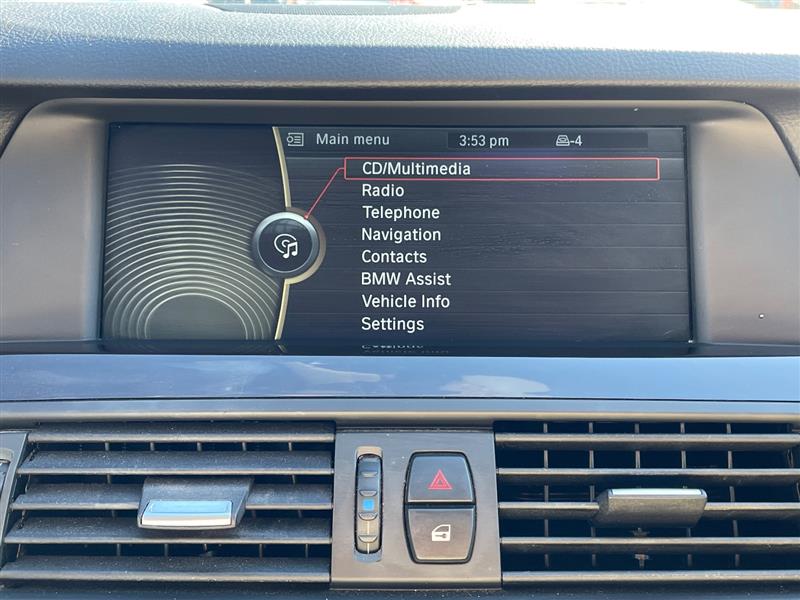 Main menu 3:53 pm -4
CD/Multimedia
Radio
Telephone
Navigation
Contacts
BMW Assist
Vehicle Info
Settings